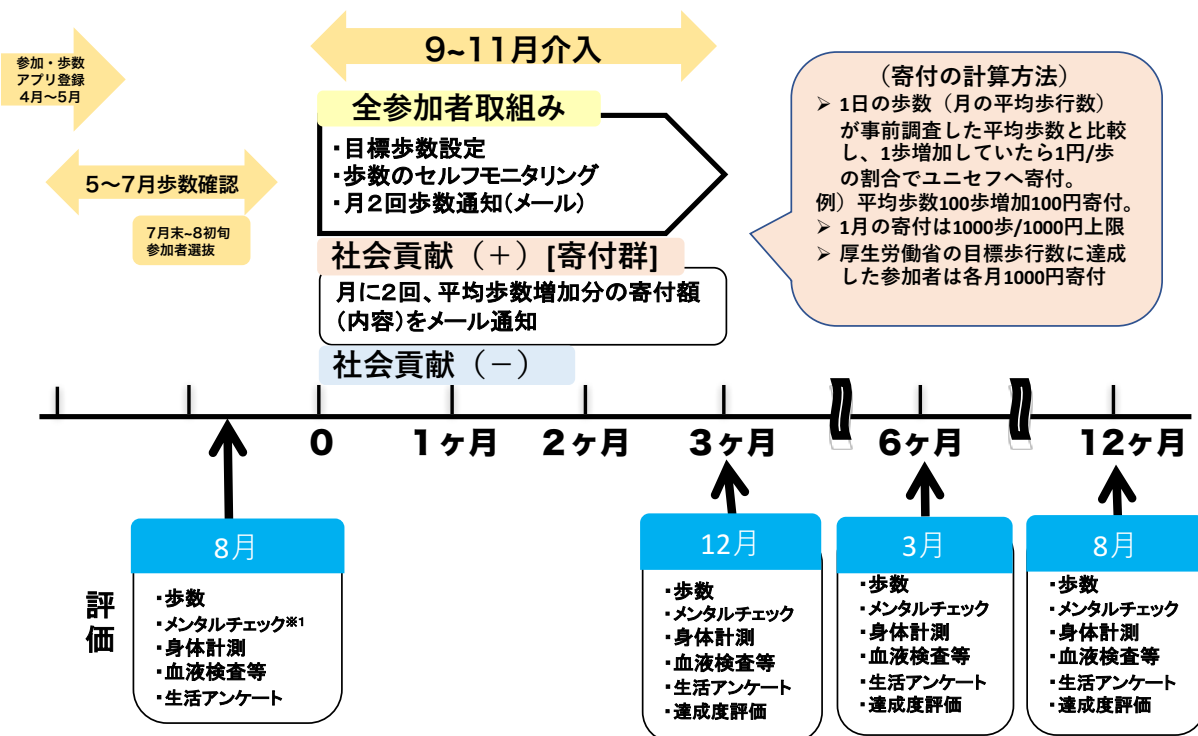 参加・歩数
アプリ登録
4月～5月
9~11月介入
5～7月歩数確認
7月末~8初旬
参加者選抜
全参加者取組み
・目標歩数設定
・歩数のセルフモニタリング
・月2回歩数通知(メール)
社会貢献（＋）[寄付群]
月に2回、平均歩数増加分の寄付額
(内容)をメール通知
社会貢献（－）
（寄付の計算方法）
➢ 1日の歩数（月の平均歩行数）
が事前調査した平均歩数と比較
し、1歩増加していたら1円/歩
の割合でユニセフへ寄付。
例）平均歩数100歩増加100円寄付。
➢ 1月の寄付は1000歩/1000円上限
➢ 厚生労働省の目標歩行数に達成
した参加者は各月1000円寄付
0
1ヶ月
2ヶ月
3ヶ月
6ヶ月
12ヶ月
評価
8月
・歩数
・メンタルチェック※1
・身体計測
・血液検査等
・生活アンケート
12月
・歩数
・メンタルチェック
・身体計測
・血液検査等
・生活アンケート
・達成度評価
3月
・歩数
・メンタルチェック
・身体計測
・血液検査等
・生活アンケート
・達成度評価
8月
・歩数
・メンタルチェック
・身体計測
・血液検査等
・生活アンケート
・達成度評価